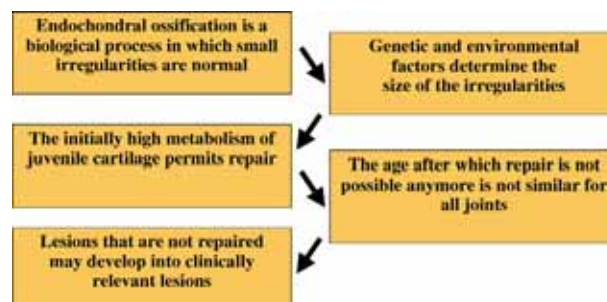 Endochondral ossification is a
biological process in which small
irregularities are normal
Genetic and environmental
factors determine the
size of the irregularities
The initially high metabolism of
juvenile cartilage permits repair
The age after which repair is not
possible anymore is not similar for
all joints
Lesions that are not repaired
may develop into clinically
relevant lesions